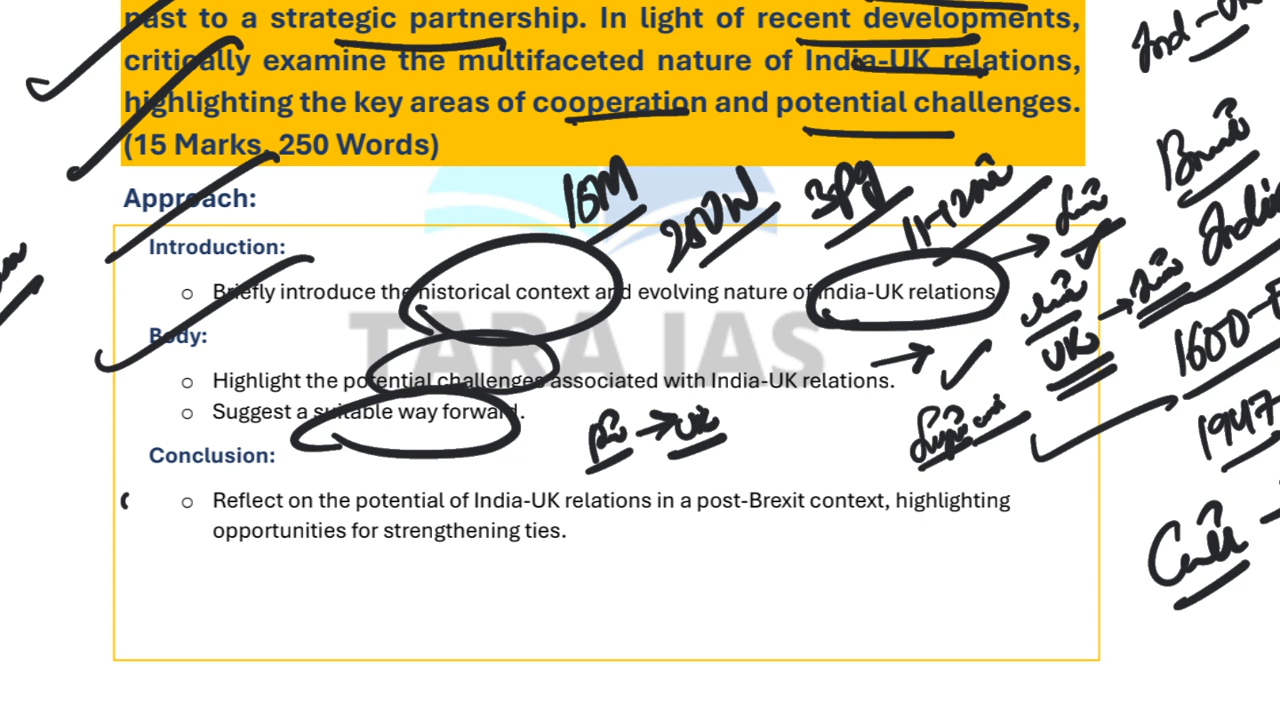 past to a strategic partnership. In light of recent developments,
critically examine the multifaceted nature of India-UK relations,
highlighting the key areas of cooperation and potential challenges.
(15 Marks, 250 Words)
Approach:
Introduction:
○ Briefly introduce the historical context and evolving nature of India-UK relations.
Body:
○ Highlight the potential challenges associated with India-UK relations.
○ Suggest a suitable way forward.
Conclusion:
○ Reflect on the potential of India-UK relations in a post-Brexit context, highlighting
opportunities for strengthening ties.
TARA IAS
250W
3pg
UK
UK
1600
1947